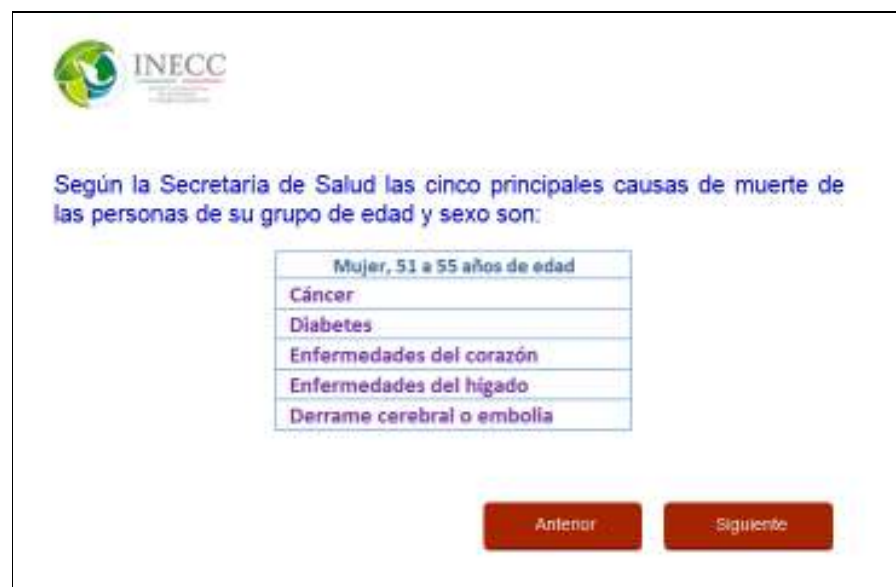 INECC
Según la Secretaría de Salud las cinco principales causas de muerte de
las personas de su grupo de edad y sexo son:
Mujer, 51 a 55 años de edad
Cáncer
Diabetes
Enfermedades del corazón
Enfermedades del hígado
Derrame cerebral o embolia
Anterior
Siguiente